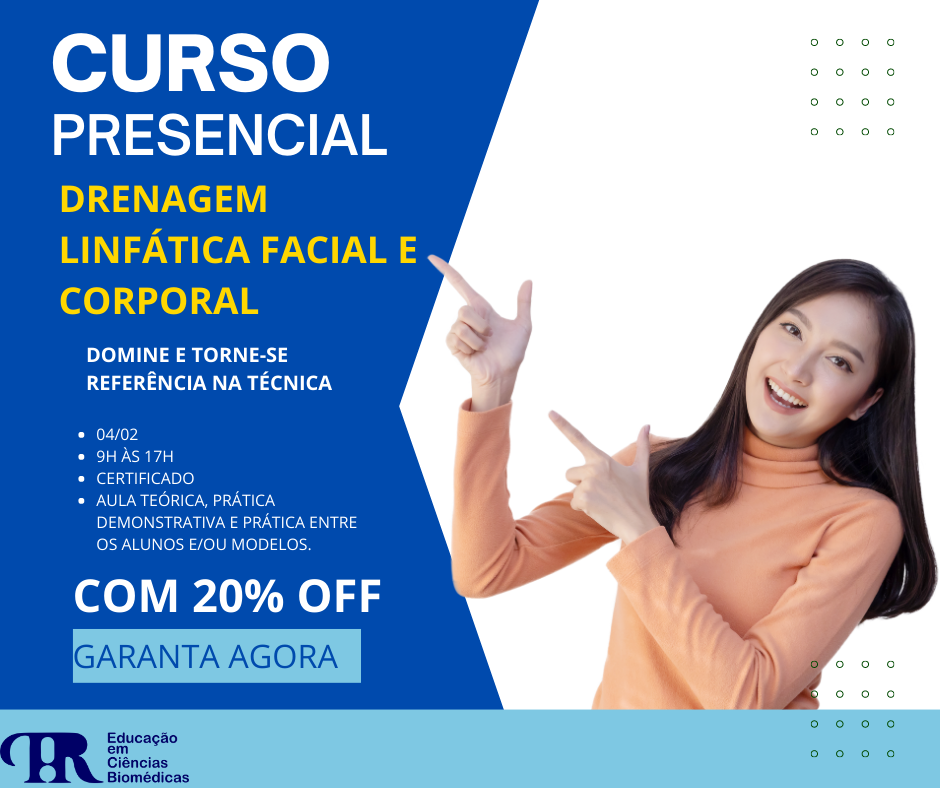 CURSO
PRESENCIAL
DRENAGEM
LINFÁTICA FACIAL E
CORPORAL
DOMINE E TORNE-SE
REFERÊNCIA NA TÉCNICA
04/02
9H ÀS 17H
CERTIFICADO
AULA TEÓRICA, PRÁTICA
DEMONSTRATIVA E PRÁTICA ENTRE
OS ALUNOS E/OU MODELOS.
COM 20% OFF
GARANTA AGORA
Educação
em
Ciências
Biomédicas